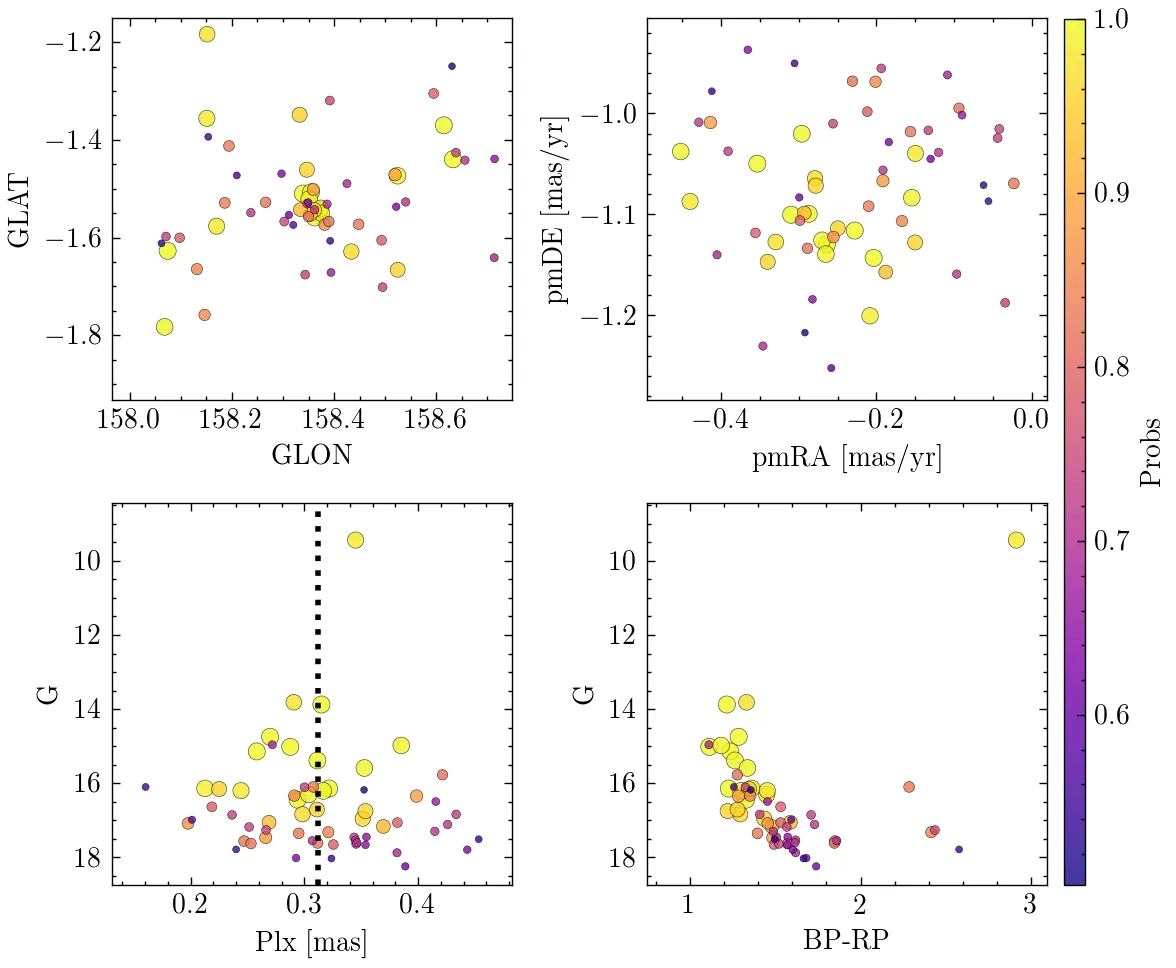 −1.2
−1.4
−1.6
−1.8
GLAT
158.0 158.2 158.4 158.6
GLON
−1.0
−1.1
−1.2
pmDE [mas/yr]
−0.4 −0.2 0.0
pmRA [mas/yr]
1.0
0.9
0.8
0.7
0.6
Probs
10
12
14
16
18
G
0.2 0.3 0.4
Plx [mas]
10
12
14
16
18
G
1 2 3
BP-RP